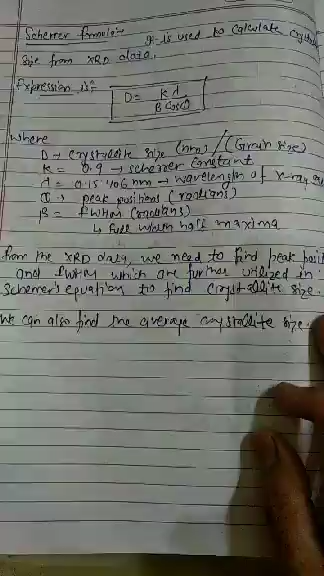 Scherrer formula:- It is used to calculate crysta
Size from XRD data.
Expression is:-
D = Kλ / β Cosθ
where
D → crystallite size (nm) / (Grain size)
K = 0.9 → scherrer constant
λ = 0.15406 nm → wavelength of x-ray
→ peak positions (radians)
β = FWHM (radians)
↳ full width half maxima
from the XRD data, we need to find peak posit
and FWHM which are further utilized in
Scherrer's equation to find crystallite size.
We can also find the average crystallite size.